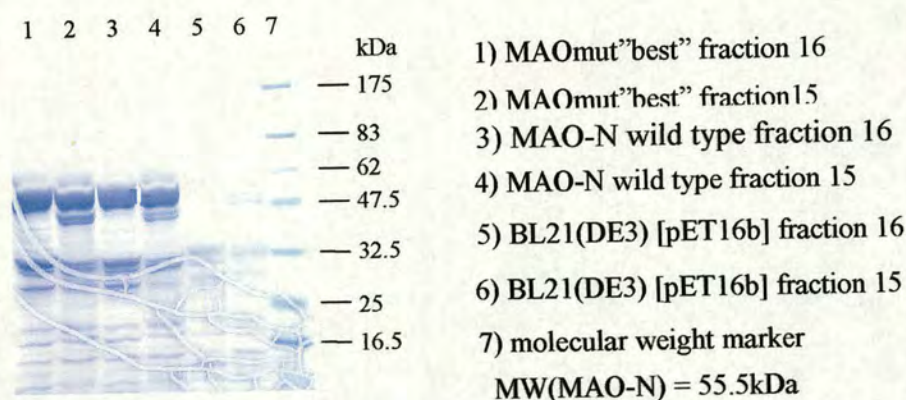 1 2 3 4 5 6 7
kDa
175
83
62
47.5
32.5
25
16.5
1) MAOmut"best" fraction 16
2) MAOmut"best" fraction15
3) MAO-N wild type fraction 16
4) MAO-N wild type fraction 15
5) BL21(DE3) [pET16b] fraction 16
6) BL21(DE3) [pET16b] fraction 15
7) molecular weight marker
MW(MAO-N) = 55.5kDa